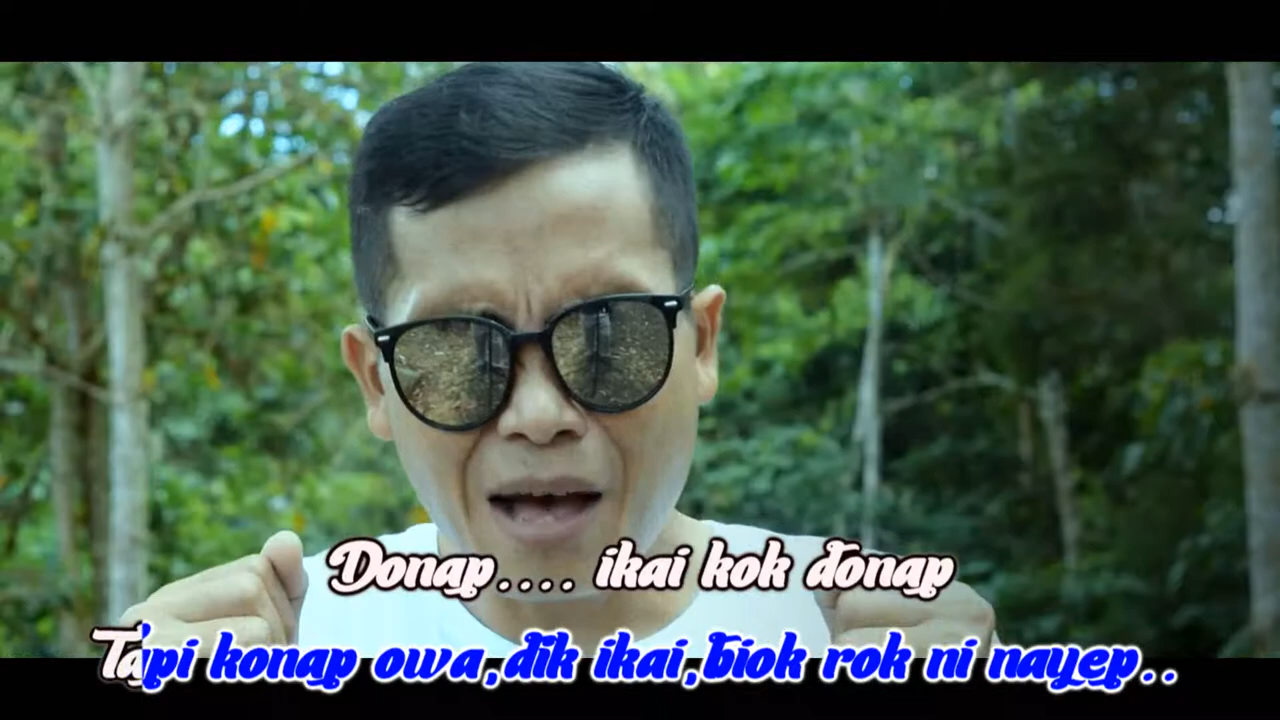 Donap.... ikai kok donap
Tapi konap owa,dik ikai,biok rok ni nayep..